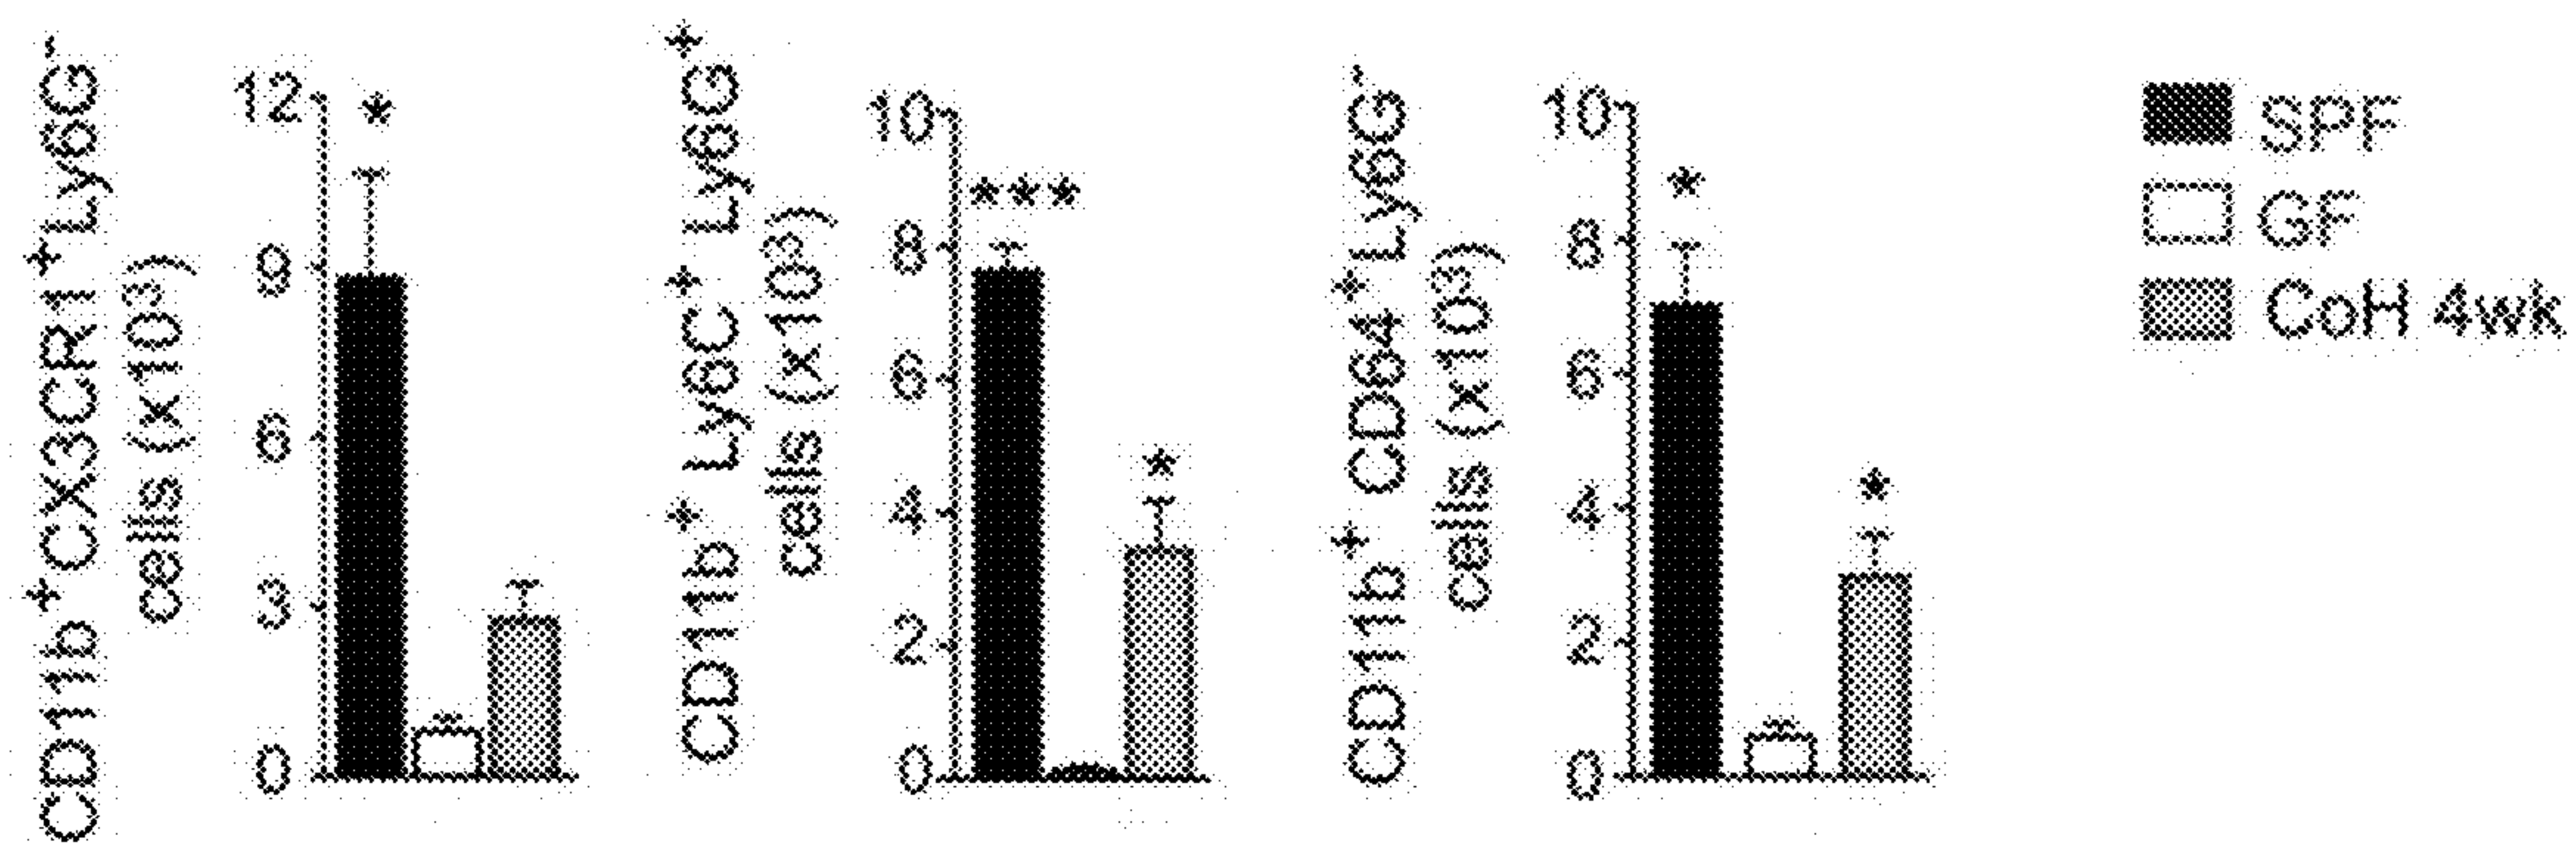 CD11b⁺CX3CR1⁺Ly6G⁻
cells (x10³)
12
9
6
3
0
*
CD11b⁺ Ly6C⁺ Ly6G⁺
cells (x10³)
10
8
6
4
2
0
***
*
CD11b⁺ CD64⁺Ly6G⁻
cells (x10³)
10
8
6
4
2
0
*
*
SPF
GF
CoH 4wk